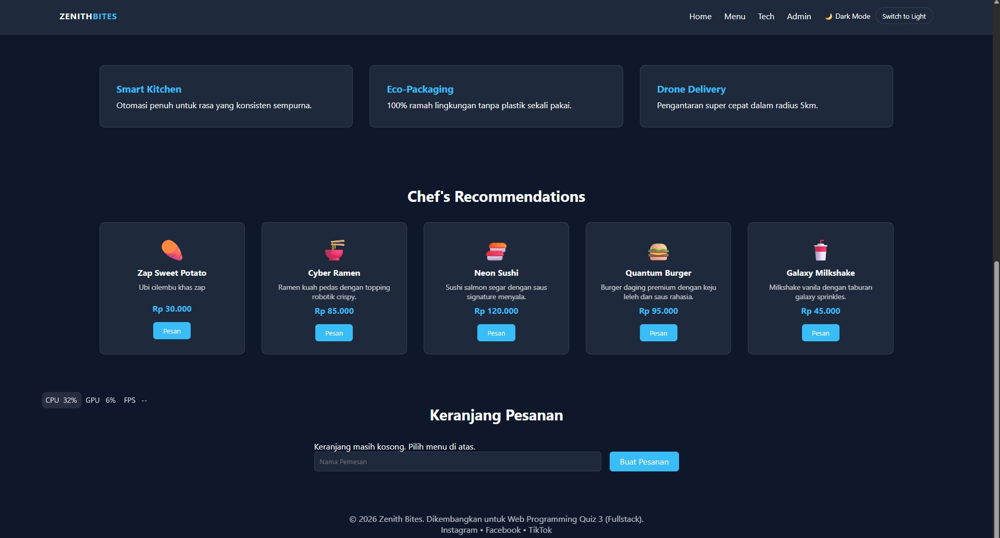 ZENITHBITES
Home Menu Tech Admin 🌙 Dark Mode Switch to Light
Smart Kitchen
Otomasi penuh untuk rasa yang konsisten sempurna.
Eco-Packaging
100% ramah lingkungan tanpa plastik sekali pakai.
Drone Delivery
Pengantaran super cepat dalam radius 5km.
Chef's Recommendations
Zap Sweet Potato
Ubi cilembu khas zap
Rp 30.000
Pesan
Cyber Ramen
Ramen kuah pedas dengan topping
robotik crispy.
Rp 85.000
Pesan
Neon Sushi
Sushi salmon segar dengan saus
signature menyala.
Rp 120.000
Pesan
Quantum Burger
Burger daging premium dengan keju
leleh dan saus rahasia.
Rp 95.000
Pesan
Galaxy Milkshake
Milkshake vanila dengan taburan
galaxy sprinkles.
Rp 45.000
Pesan
CPU 32% GPU 6% FPS --
Keranjang Pesanan
Keranjang masih kosong. Pilih menu di atas.
Nama Pemesan
Buat Pesanan
© 2026 Zenith Bites. Dikembangkan untuk Web Programming Quiz 3 (Fullstack).
Instagram • Facebook • TikTok